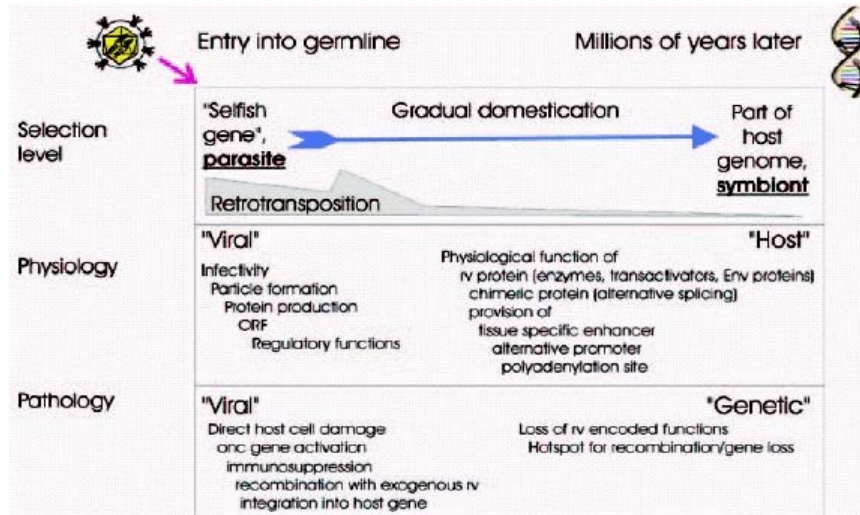 Entry into germline
Millions of years later
Selection
level
"Selfish
gene",
parasite
Gradual domestication
Part of
host
genome,
symbiont
Retrotransposition
Physiology
"Viral"
Infectivity
Particle formation
Protein production
ORF
Regulatory functions
"Host"
Physiological function of
rv protein (enzymes, transactivators, Env proteins)
chimeric protein (alternative splicing)
provision of
tissue specific enhancer
alternative promoter
polyadenylation site
Pathology
"Viral"
Direct host cell damage
onc gene activation
immunosuppression
recombination with exogenous rv
integration into host gene
"Genetic"
Loss of rv encoded functions
Hotspot for recombination/gene loss